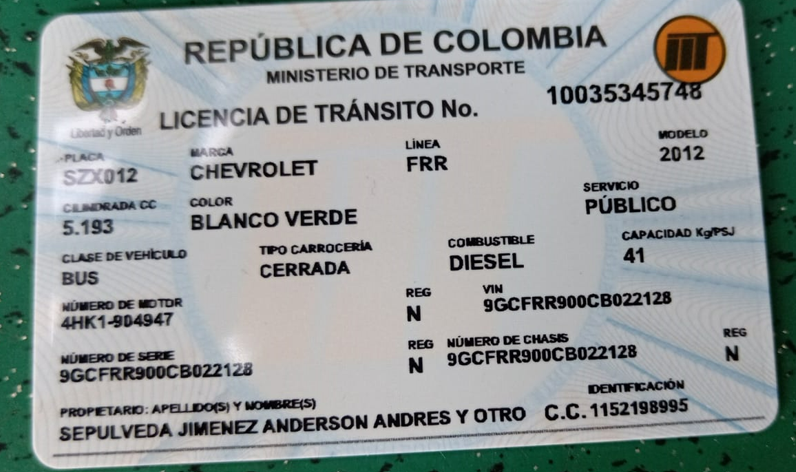 REPÚBLICA DE COLOMBIA
MINISTERIO DE TRANSPORTE
Libertad y Orden
LICENCIA DE TRÁNSITO No. 10035345748
PLACA MARCA LÍNEA MODELO
SZX012 CHEVROLET FRR 2012
CILINDRADA CC COLOR SERVICIO
5.193 BLANCO VERDE PÚBLICO
CLASE DE VEHÍCULO TIPO CARROCERÍA COMBUSTIBLE CAPACIDAD Kg/PSJ
BUS CERRADA DIESEL 41
NÚMERO DE MOTOR REG VIN
4HK1-904947 N 9GCFRR900CB022128
NÚMERO DE SERIE REG NÚMERO DE CHASIS REG
9GCFRR900CB022128 N 9GCFRR900CB022128 N
PROPIETARIO: APELLIDO(S) Y NOMBRE(S) IDENTIFICACIÓN
SEPULVEDA JIMENEZ ANDERSON ANDRES Y OTRO C.C. 1152198995